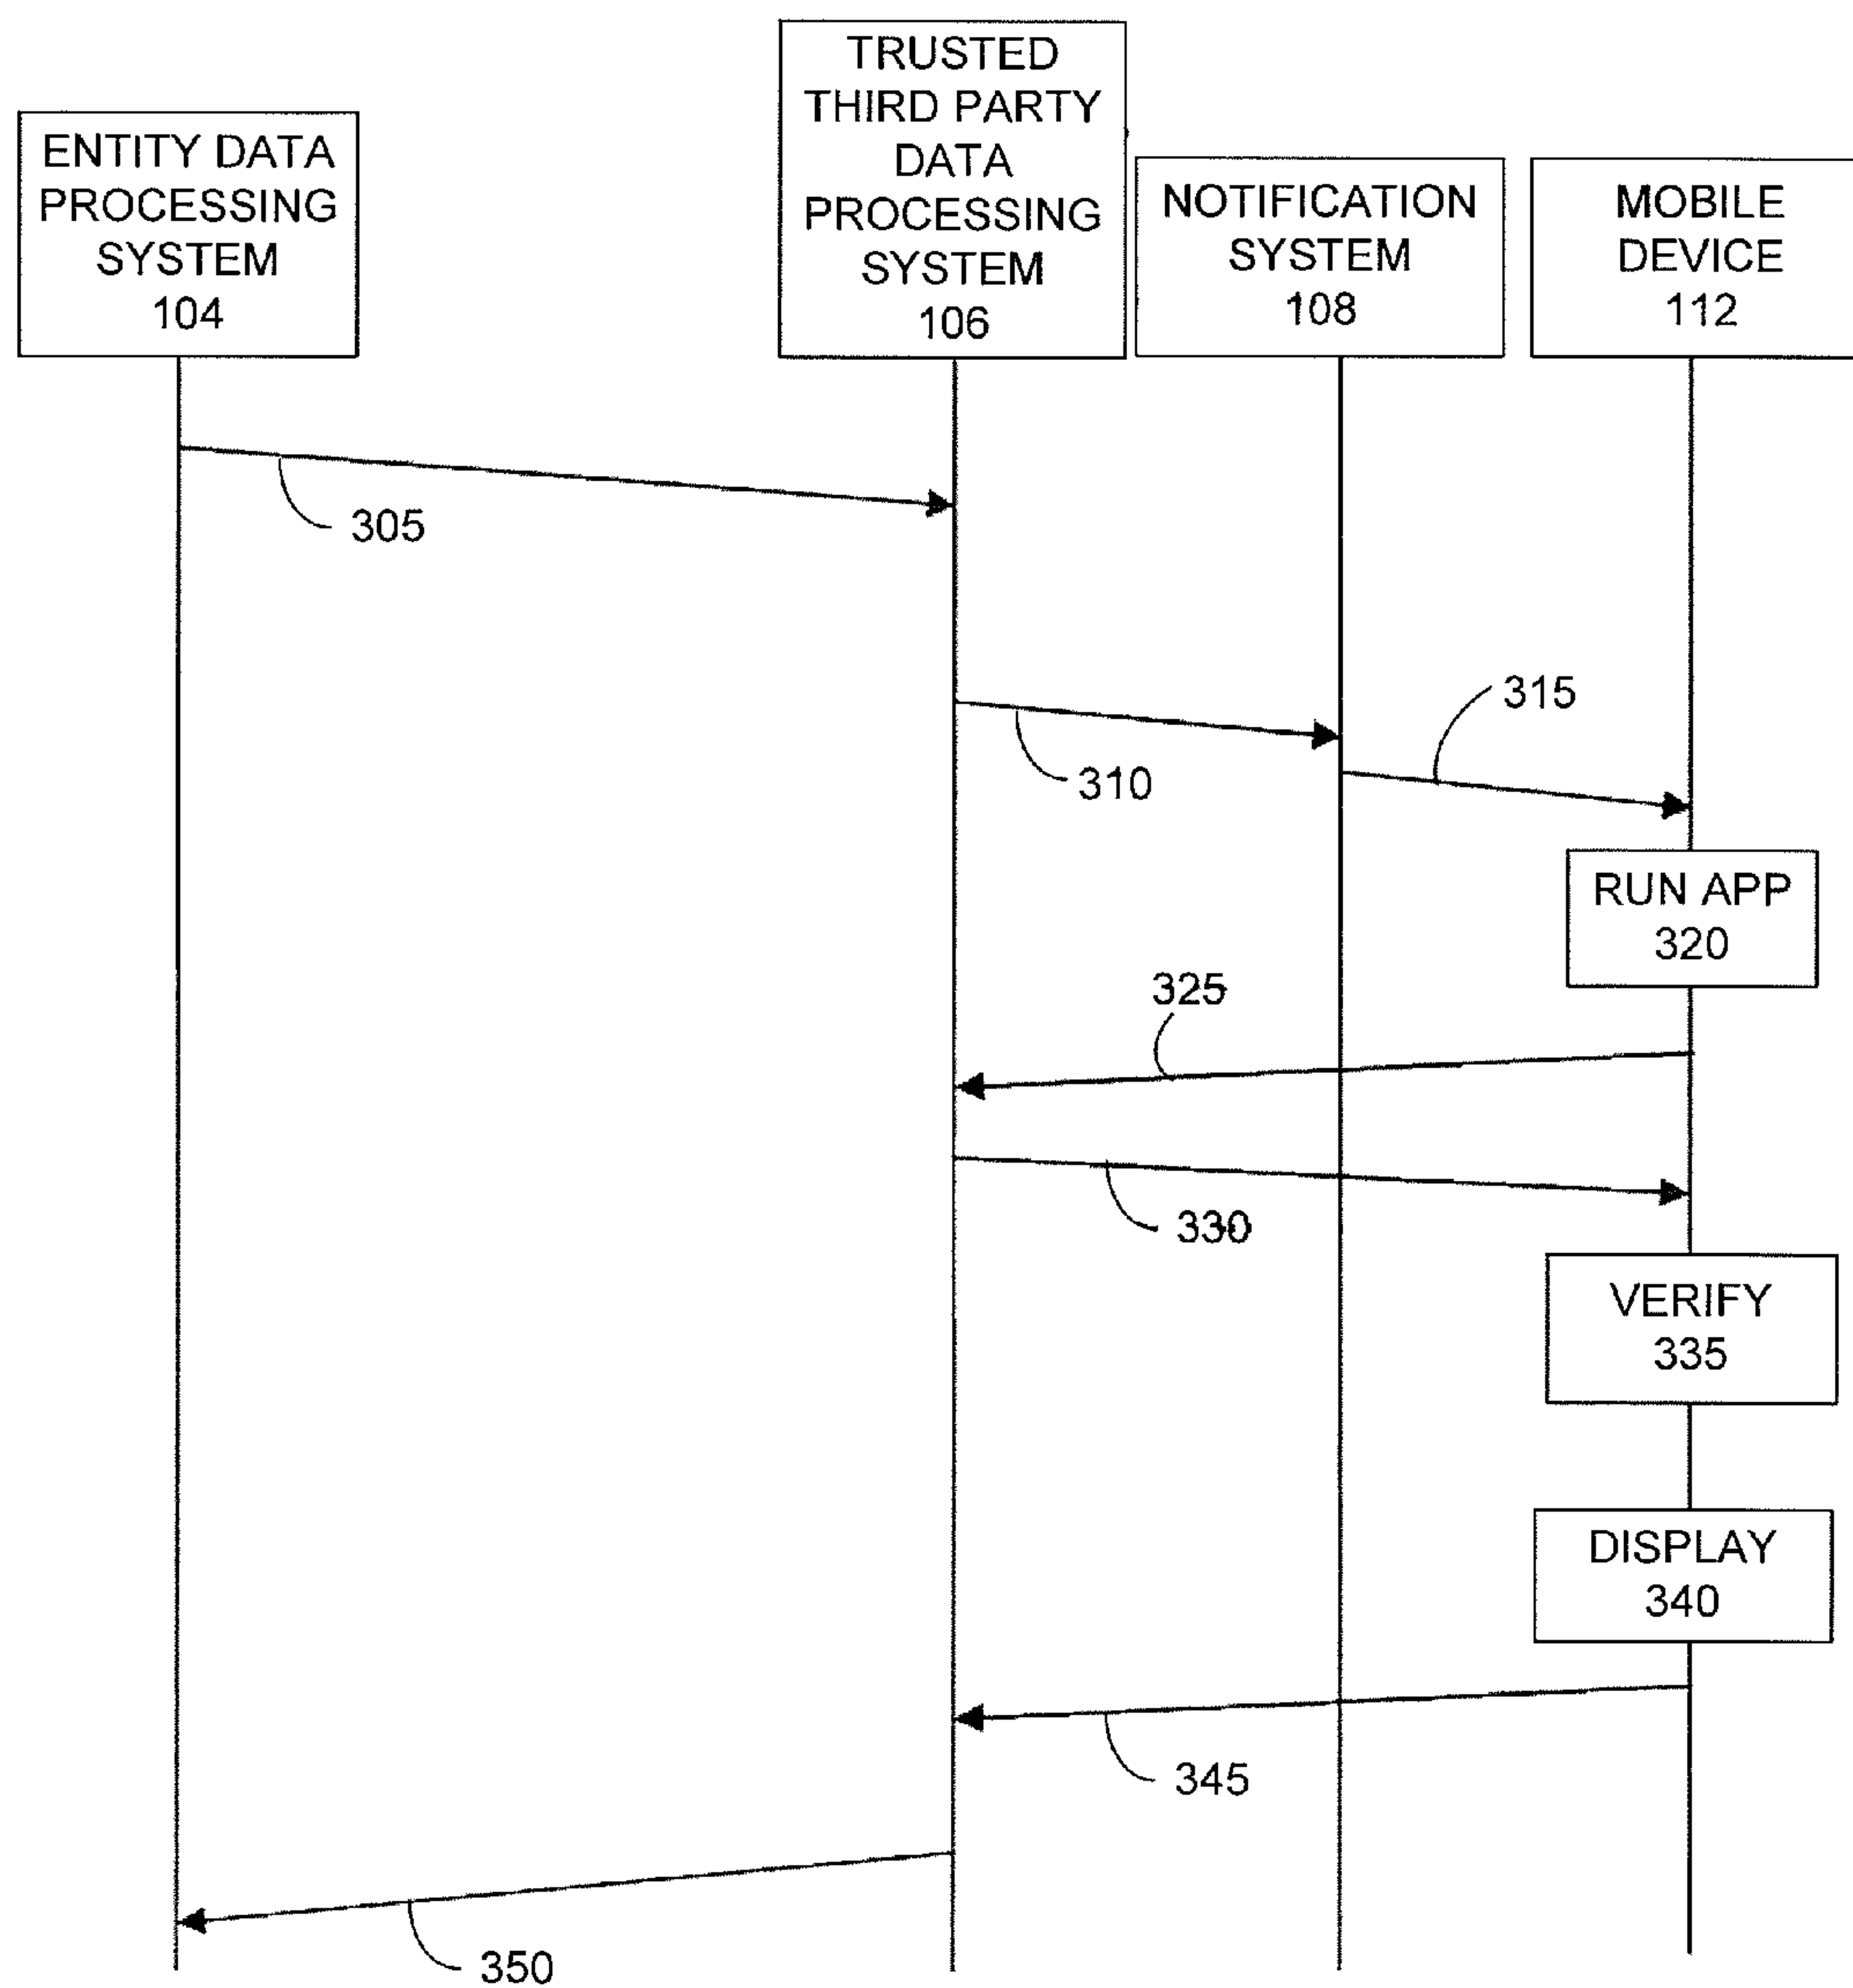 ENTITY DATA
PROCESSING
SYSTEM
104
TRUSTED
THIRD PARTY
DATA
PROCESSING
SYSTEM
106
NOTIFICATION
SYSTEM
108
MOBILE
DEVICE
112
305
310
315
RUN APP
320
325
330
VERIFY
335
DISPLAY
340
345
350